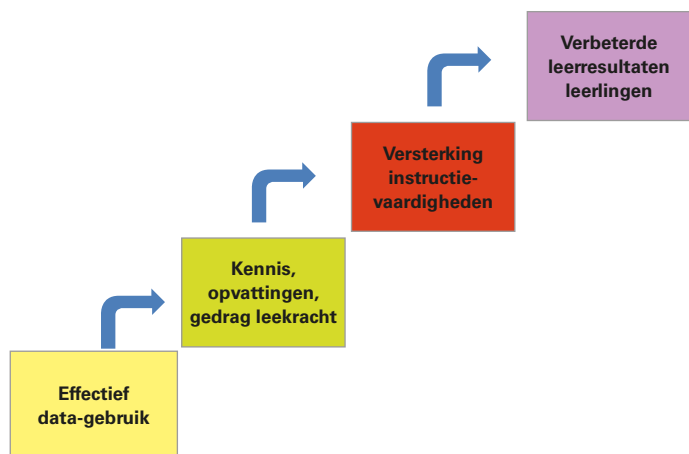 Verbeterde
leerresultaten
leerlingen
Versterking
instructie-
vaardigheden
Kennis,
opvattingen,
gedrag leekracht
Effectief
data-gebruik